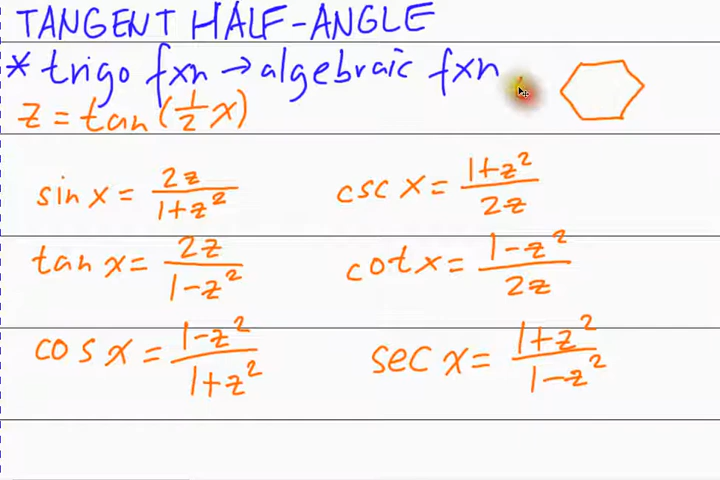 TANGENT HALF-ANGLE
* trigo fxn → algebraic fxn
z = tan (1/2 x)
sin x = 2z / 1+z²
csc x = 1+z² / 2z
tan x = 2z / 1-z²
cot x = 1-z² / 2z
cos x = 1-z² / 1+z²
sec x = 1+z² / 1-z²